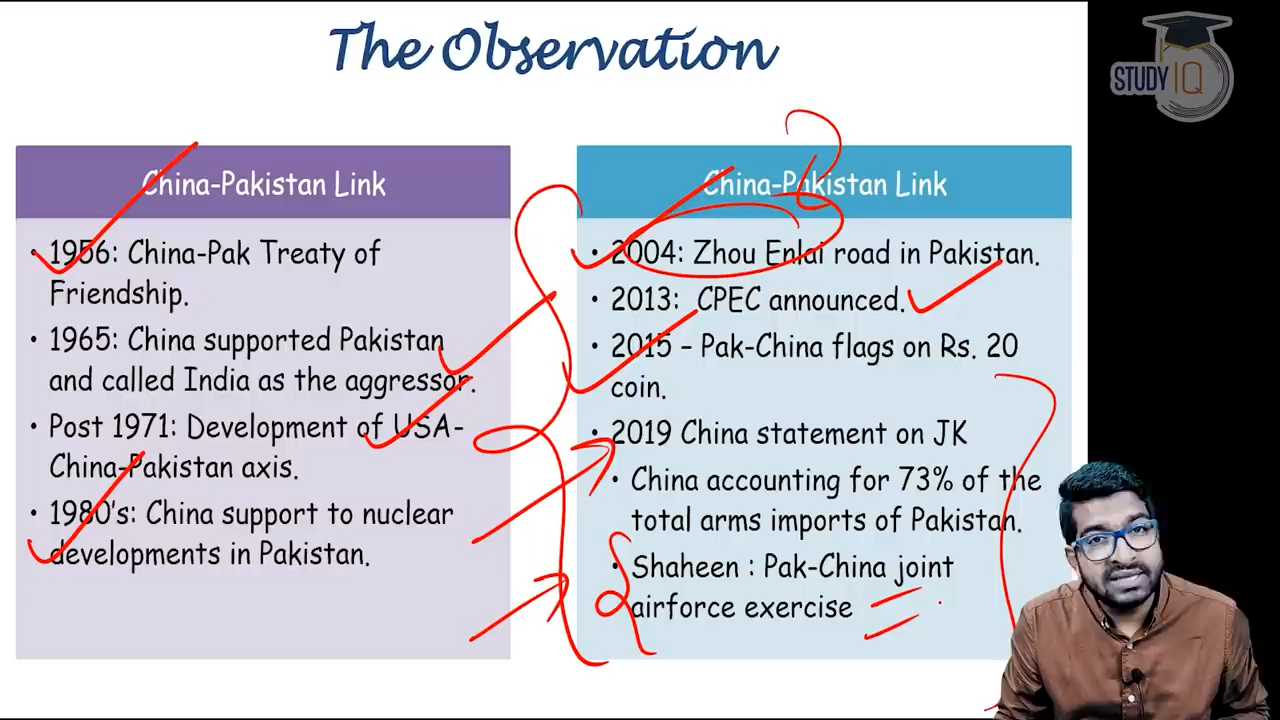 The Observation
STUDY IQ
China-Pakistan Link
• 1956: China-Pak Treaty of
Friendship.
• 1965: China supported Pakistan
and called India as the aggressor.
• Post 1971: Development of USA-
China-Pakistan axis.
• 1980's: China support to nuclear
developments in Pakistan.
China-Pakistan Link
• 2004: Zhou Enlai road in Pakistan.
• 2013: CPEC announced.
• 2015 – Pak-China flags on Rs. 20
coin.
• 2019 China statement on JK
• China accounting for 73% of the
total arms imports of Pakistan.
• Shaheen : Pak-China joint
airforce exercise